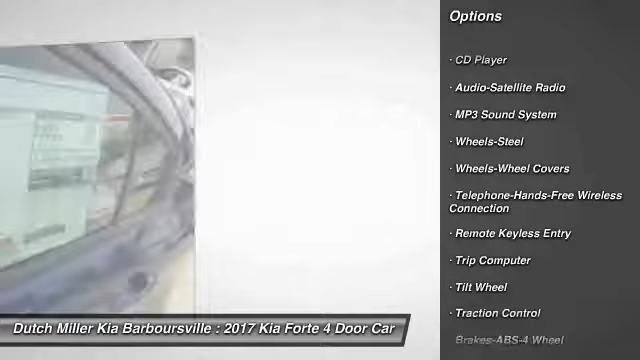 Options
· CD Player
· Audio-Satellite Radio
· MP3 Sound System
· Wheels-Steel
· Wheels-Wheel Covers
· Telephone-Hands-Free Wireless
Connection
· Remote Keyless Entry
· Trip Computer
· Tilt Wheel
· Traction Control
· Brakes-ABS-4 Wheel
Dutch Miller Kia Barboursville : 2017 Kia Forte 4 Door Car